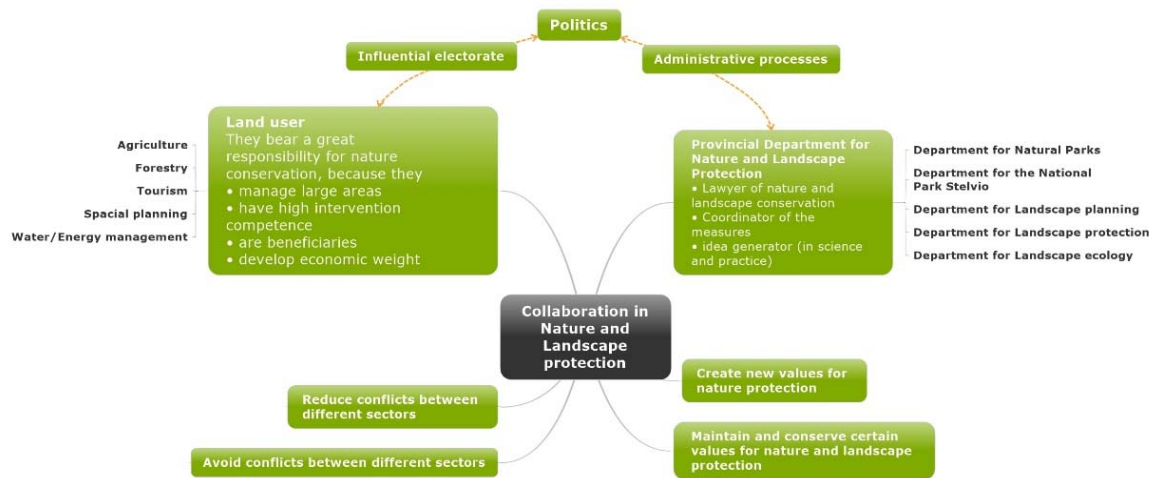 Politics
Influential electorate
Administrative processes
Land user
They bear a great
responsibility for nature
conservation, because they
• manage large areas
• have high intervention
competence
• are beneficiaries
• develop economic weight
Agriculture
Forestry
Tourism
Spacial planning
Water/Energy management
Provincial Department for
Nature and Landscape
Protection
• Lawyer of nature and
landscape conservation
• Coordinator of the
measures
• idea generator (in science
and practice)
Department for Natural Parks
Department for the National
Park Stelvio
Department for Landscape planning
Department for Landscape protection
Department for Landscape ecology
Collaboration in
Nature and
Landscape
protection
Reduce conflicts between
different sectors
Avoid conflicts between different sectors
Create new values for
nature protection
Maintain and conserve certain
values for nature and landscape
protection